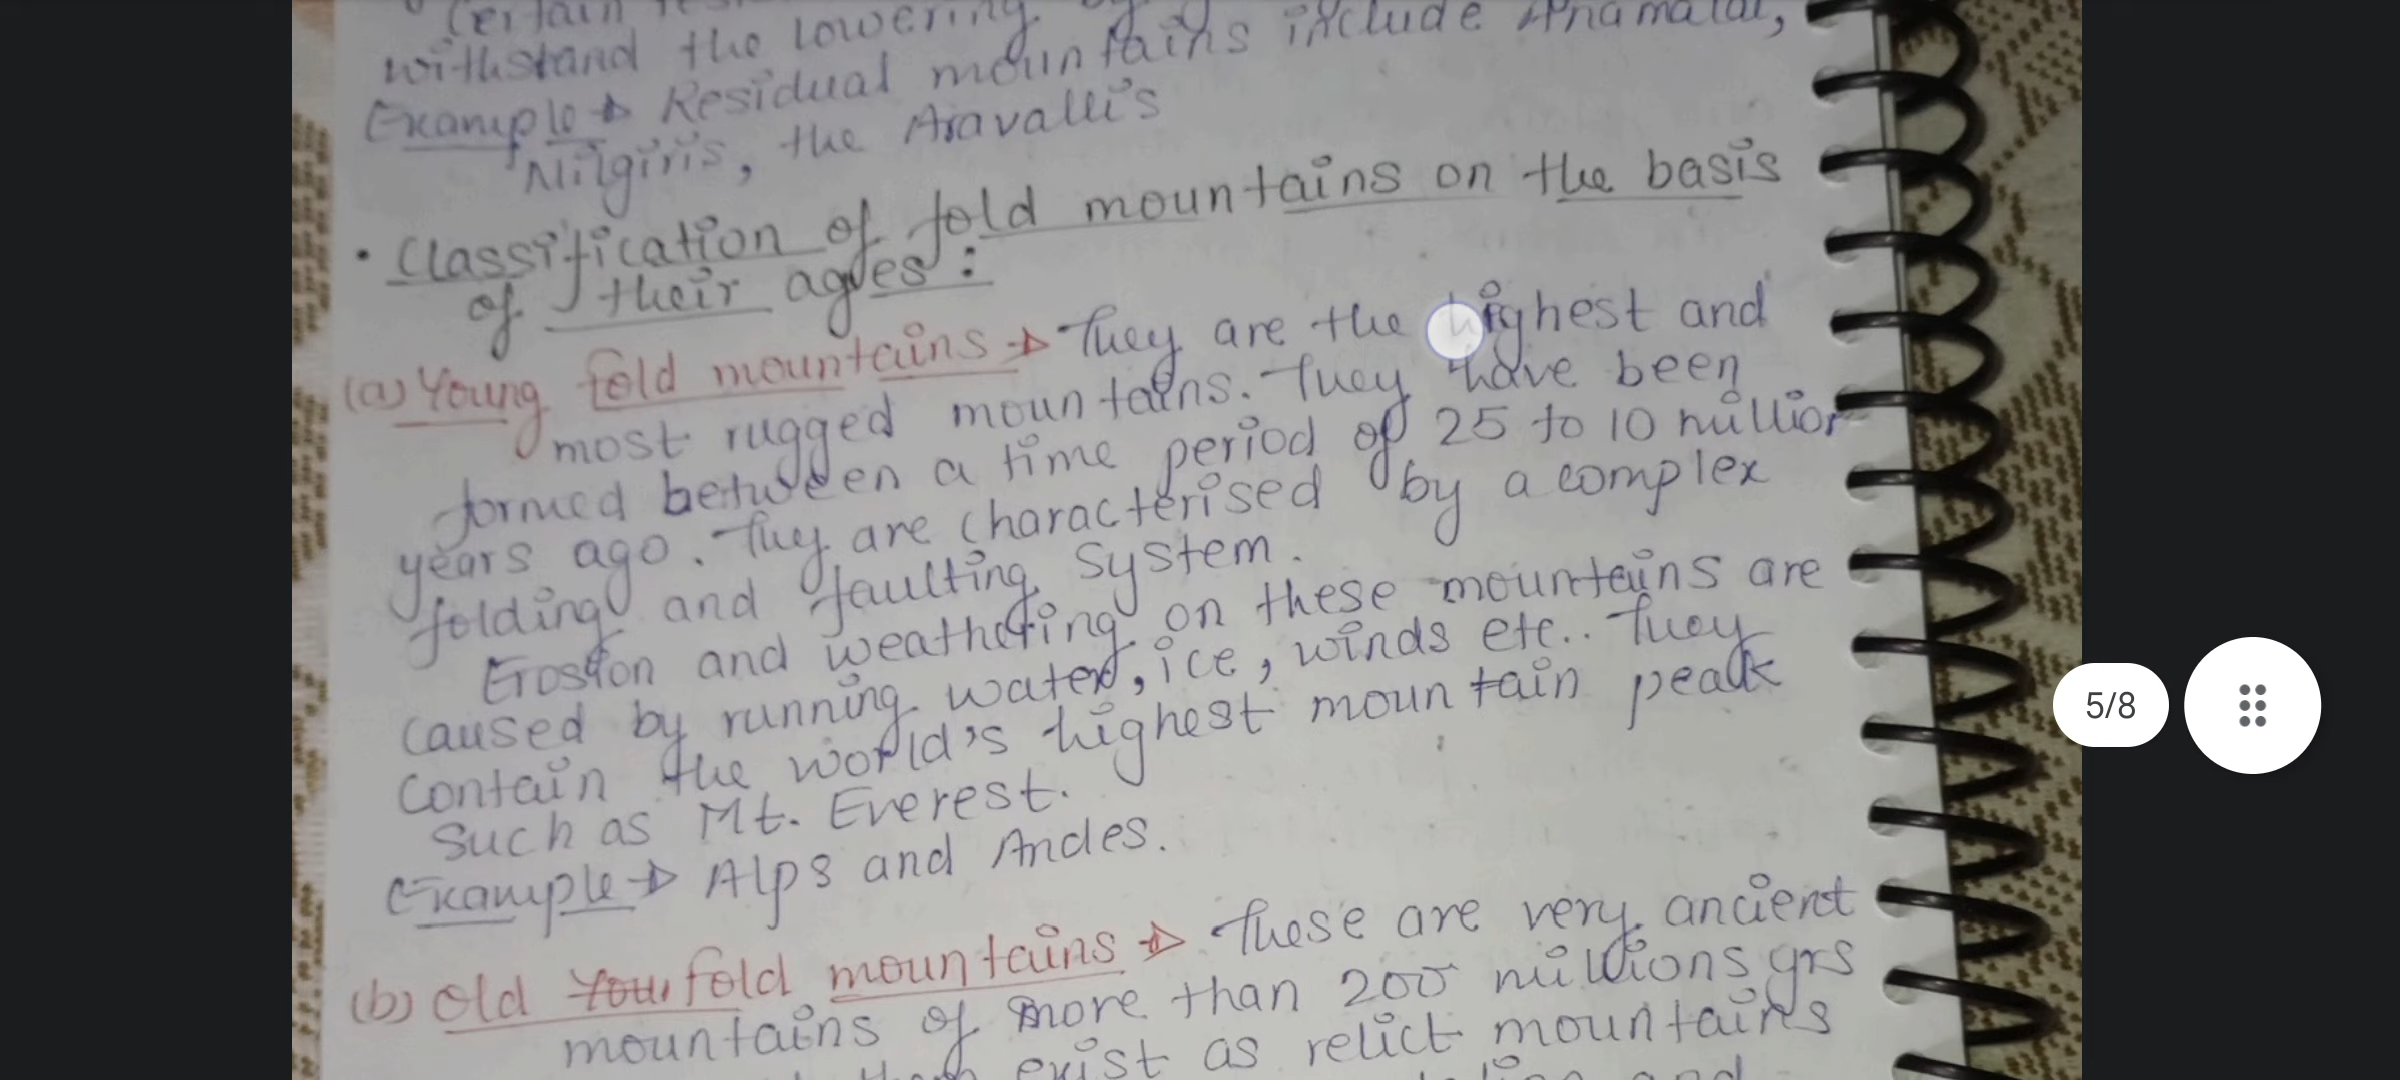 Certain
withstand the lowering
Example → Residual mountains include Anamalai,
Nilgiris, the Aravalli's
• Classification of fold mountains on the basis
of their ages :
(a) Young fold mountains → They are the highest and
most rugged mountains. They have been
formed between a time period of 25 to 10 million
years ago. They are characterised by a complex
folding and faulting system.
Erosion and weathering on these mountains are
caused by running water, ice, winds etc.. They
contain the world's highest mountain peak
such as Mt. Everest.
Example → Alps and Andes.
(b) Old You fold mountains → These are very ancient
mountains of more than 200 millions yrs
exist as relict mountains
and
5/8